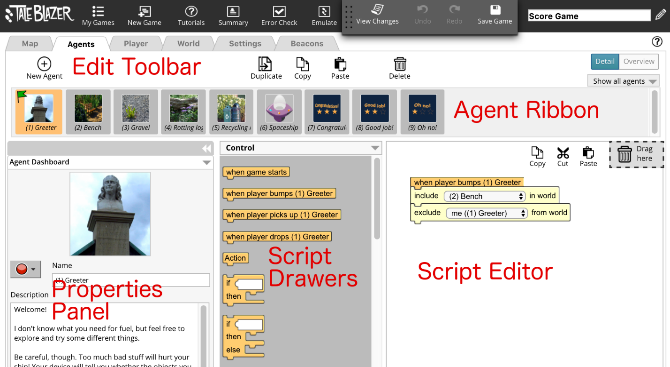 TALEBLAZER
My Games
New Game
Tutorials
Summary
Error Check
Emulate
View Changes
Undo
Redo
Save Game
Score Game
Map
Agents
Player
World
Settings
Beacons
New Agent
Edit Toolbar
Duplicate
Copy
Paste
Delete
Detail
Overview
Show all agents
(1) Greeter
(2) Bench
(3) Gravel
(4) Rotting log
(5) Recycling
(6) Spaceship
(7) Congratul
(8) Good job!
(9) Oh no!
Agent Ribbon
Agent Dashboard
Name
(1) Greeter
Description
Properties
Panel
Welcome!
I don't know what you need for fuel, but feel free to
explore and try some different things.
Be careful, though. Too much bad stuff will hurt your
ship! Your device will tell you whether the objects you
Control
when game starts
when player bumps (1) Greeter
when player picks up (1) Greeter
when player drops (1) Greeter
Action
Script
Drawers
if
then
if
then
else
Copy
Cut
Paste
Drag
here
when player bumps (1) Greeter
include (2) Bench in world
exclude me ((1) Greeter) from world
Script Editor